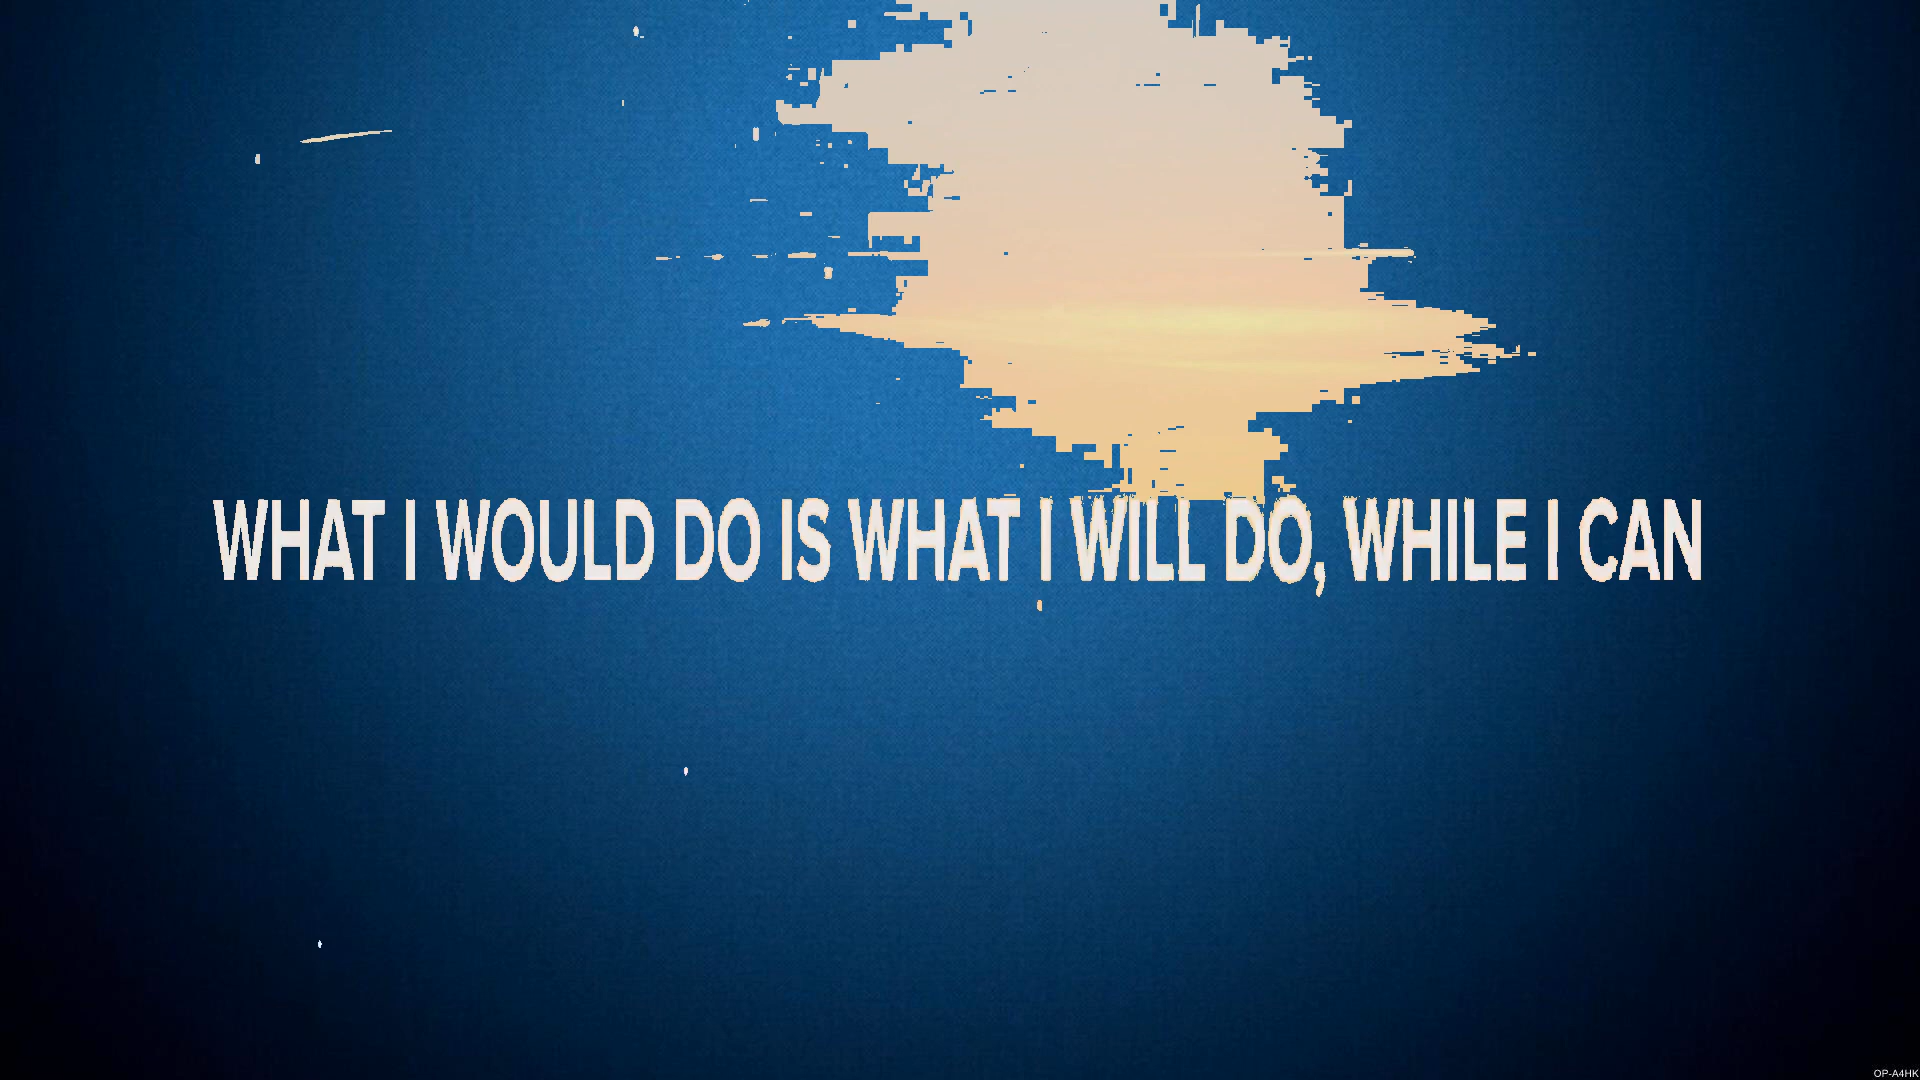 WHAT I WOULD DO IS WHAT I WILL DO, WHILE I CAN
OP-A4HK